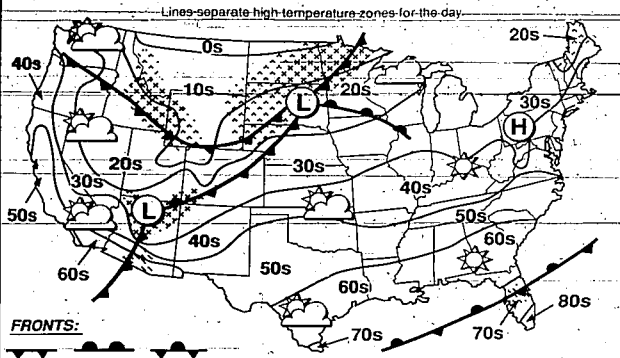 Lines separate high temperature zones for the day.
20s
0s
40s
10s
20s
L
30s
H
20s
30s
30s
40s
50s
L
50s
40s
60s
60s
50s
60s
80s
70s
70s
FRONTS: